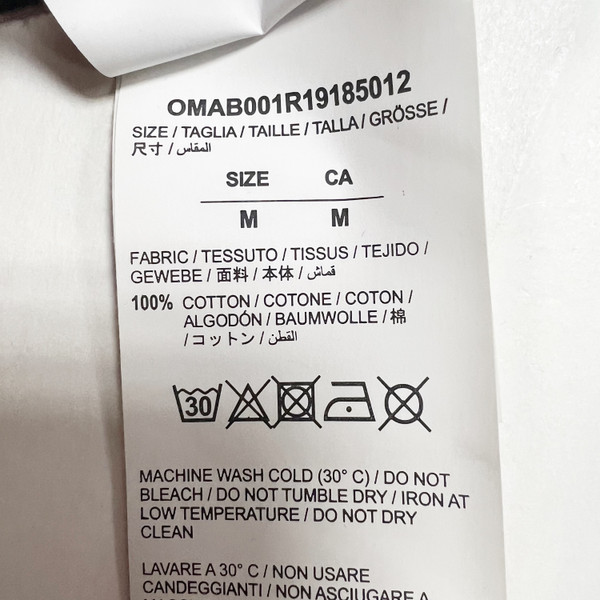 OMAB001R19185012
SIZE / TAGLIA / TAILLE / TALLA / GRÖSSE /
尺寸 / المقاس
SIZE CA
M M
FABRIC / TESSUTO / TISSUS / TEJIDO /
GEWEBE / 面料 / 本体 / قماش
100% COTTON / COTONE / COTON /
ALGODÓN / BAUMWOLLE / 棉
/ コットン / القطن
30
MACHINE WASH COLD (30° C) / DO NOT
BLEACH / DO NOT TUMBLE DRY / IRON AT
LOW TEMPERATURE / DO NOT DRY
CLEAN
LAVARE A 30° C / NON USARE
CANDEGGIANTI / NON ASCIUGARE A